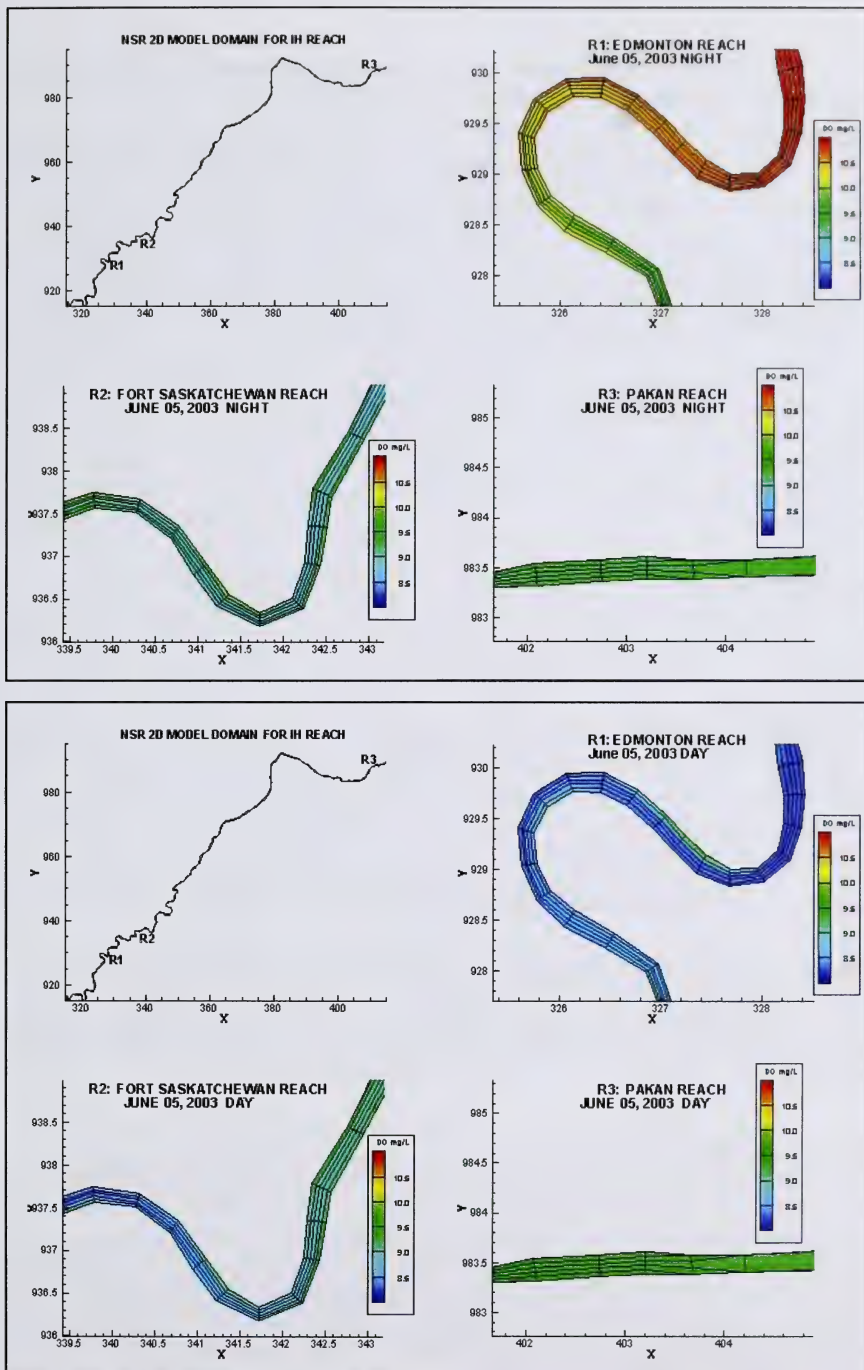 NSR 2D MODEL DOMAIN FOR IH REACH
R3
980
960
Y
940
R2
R1
920
320
340
360
380
400
X
R1: EDMONTON REACH
June 05, 2003 NIGHT
930
929.5
Y
929
928.5
928
326
327
328
X
DO mg/L
10.5
10.0
9.5
9.0
8.5
R2: FORT SASKATCHEWAN REACH
JUNE 05, 2003 NIGHT
938.5
938
Y
937.5
937
936.5
936
339.5
340
340.5
341
341.5
342
342.5
343
X
DO mg/L
10.5
10.0
9.5
9.0
8.5
R3: PAKAN REACH
JUNE 05, 2003 NIGHT
985
984.5
Y
984
983.5
983
402
403
404
X
DO mg/L
10.5
10.0
9.5
9.0
8.5
NSR 2D MODEL DOMAIN FOR IH REACH
R3
980
960
Y
940
R2
R1
920
320
340
360
380
400
X
R1: EDMONTON REACH
June 05, 2003 DAY
930
929.5
Y
929
928.5
928
326
327
328
X
DO mg/L
10.5
10.0
9.5
9.0
8.5
R2: FORT SASKATCHEWAN REACH
JUNE 05, 2003 DAY
938.5
938
Y
937.5
937
936.5
936
339.5
340
340.5
341
341.5
342
342.5
343
X
DO mg/L
10.5
10.0
9.5
9.0
8.5
R3: PAKAN REACH
JUNE 05, 2003 DAY
985
984.5
Y
984
983.5
983
402
403
404
X
DO mg/L
10.5
10.0
9.5
9.0
8.5